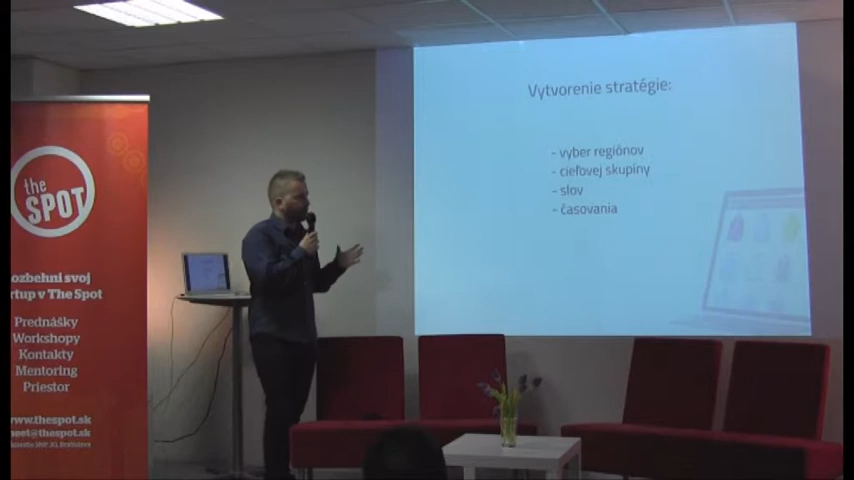 the
SPOT
ozbehni svoj
rtup v The Spot
Prednášky
Workshopy
Kontakty
Mentoring
Priestor
www.thespot.sk
eet@thespot.sk
Vytvorenie stratégie:
- vyber regiónov
- cieľovej skupiny
- slov
- časovania